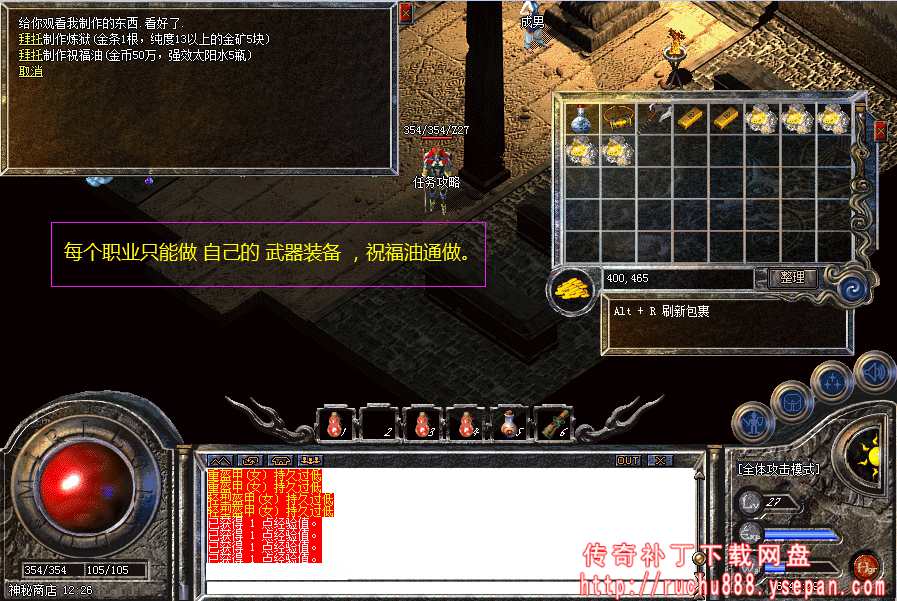 给你观看我制作的东西.看好了.
拜托制作炼狱(金条1根，纯度13以上的金矿5块)
拜托制作祝福油(金币50万，强效太阳水5瓶)
取消
成男
354/354/Z27
任务攻略
每个职业只能做 自己的 武器装备 ，祝福油通做。
400,465
整理
Alt + R 刷新包裹
1
2
3
4
5
6
OUT
重盔甲(女) 持久过低
重盔甲(女) 持久过低
轻型盔甲(女) 持久过低
轻型盔甲(女) 持久过低
已获得 1 点经验值。
已获得 1 点经验值。
已获得 1 点经验值。
已获得 1 点经验值。
[全体攻击模式]
Lv 27
Exp
354/354
105/105
神秘商店 12:26
传奇补丁下载网盘
http://ruchu888.ysepan.com